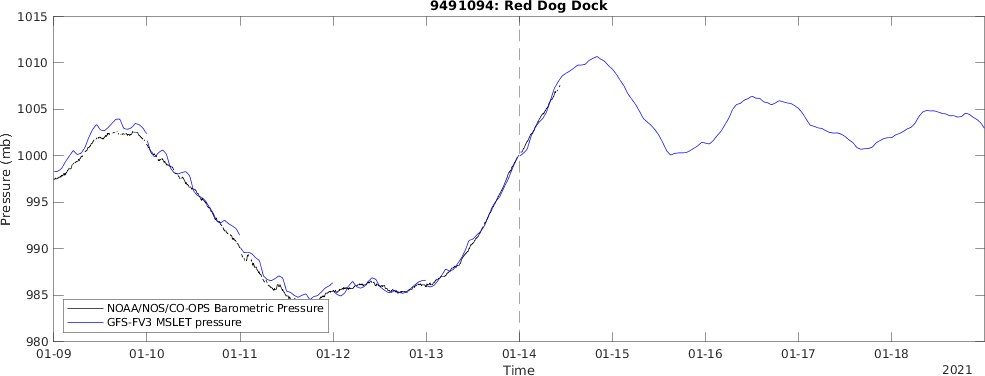 9491094: Red Dog Dock
Pressure (mb)
1015
1010
1005
1000
995
990
985
980
NOAA/NOS/CO-OPS Barometric Pressure
GFS-FV3 MSLET pressure
01-09 01-10 01-11 01-12 01-13 01-14 01-15 01-16 01-17 01-18
Time
2021